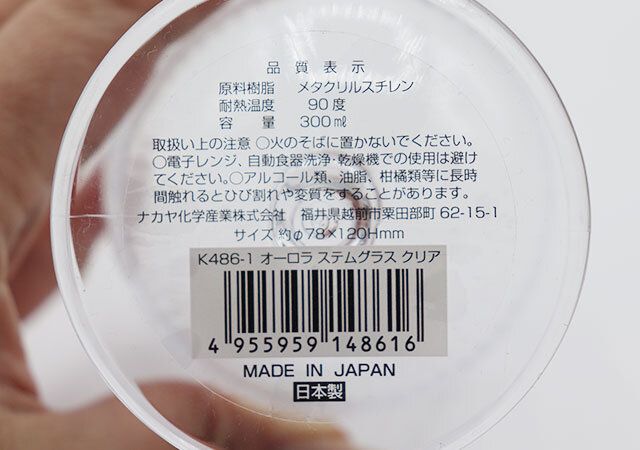 品質表示
原料樹脂 メタクリルスチレン
耐熱温度 90度
容量 300㎖
取扱い上の注意 ○火のそばに置かないでください。
○電子レンジ、自動食器洗浄・乾燥機での使用は避け
てください。○アルコール類、油脂、柑橘類等に長時
間触れるとひび割れや変質をすることがあります。
ナカヤ化学産業株式会社 福井県越前市粟田部町 62-15-1
サイズ 約φ78×120Hmm
K486-1 オーロラ ステムグラス クリア
4 955959 148616
MADE IN JAPAN
日本製